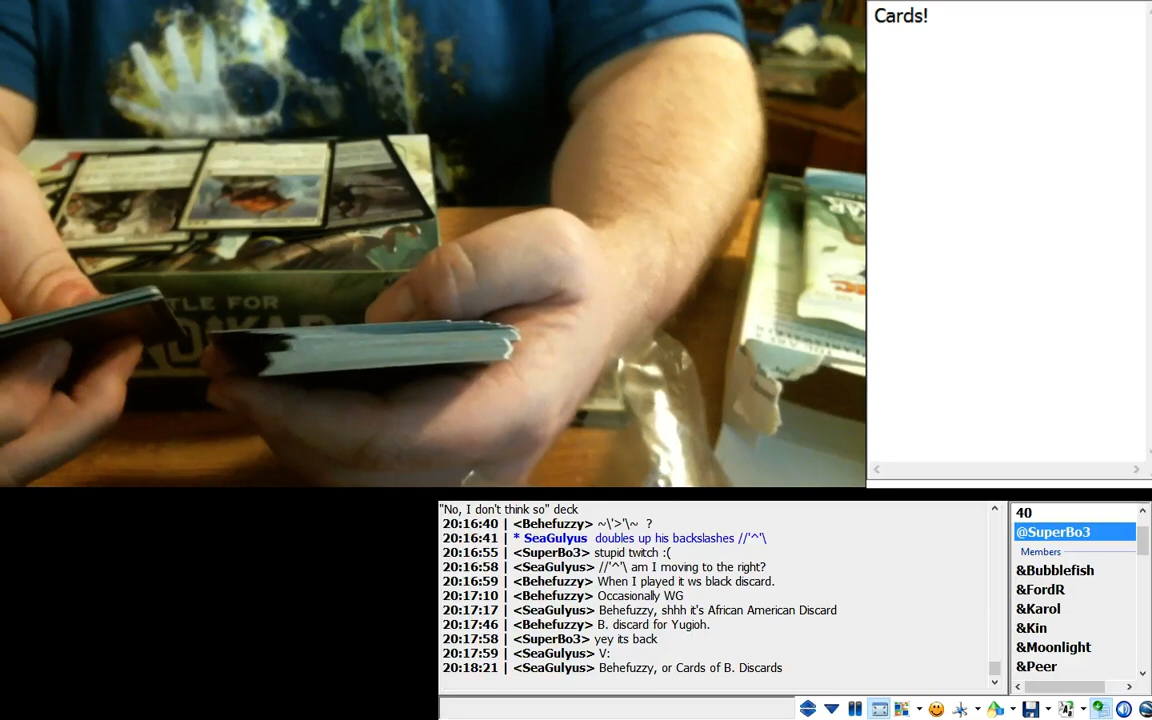 Cards!
TLE FOR
"No, I don't think so" deck
20:16:40 | <Behefuzzy> ~\'>'\~ ?
20:16:41 | * SeaGulyus doubles up his backslashes //'^'\
20:16:55 | <SuperBo3> stupid twitch :(
20:16:58 | <SeaGulyus> //'^'\ am I moving to the right?
20:16:59 | <Behefuzzy> When I played it ws black discard.
20:17:10 | <Behefuzzy> Occasionally WG
20:17:17 | <SeaGulyus> Behefuzzy, shhh it's African American Discard
20:17:46 | <Behefuzzy> B. discard for Yugioh.
20:17:58 | <SuperBo3> yey its back
20:17:59 | <SeaGulyus> V:
20:18:21 | <SeaGulyus> Behefuzzy, or Cards of B. Discards
40
@SuperBo3
Members
&Bubblefish
&FordR
&Karol
&Kin
&Moonlight
&Peer